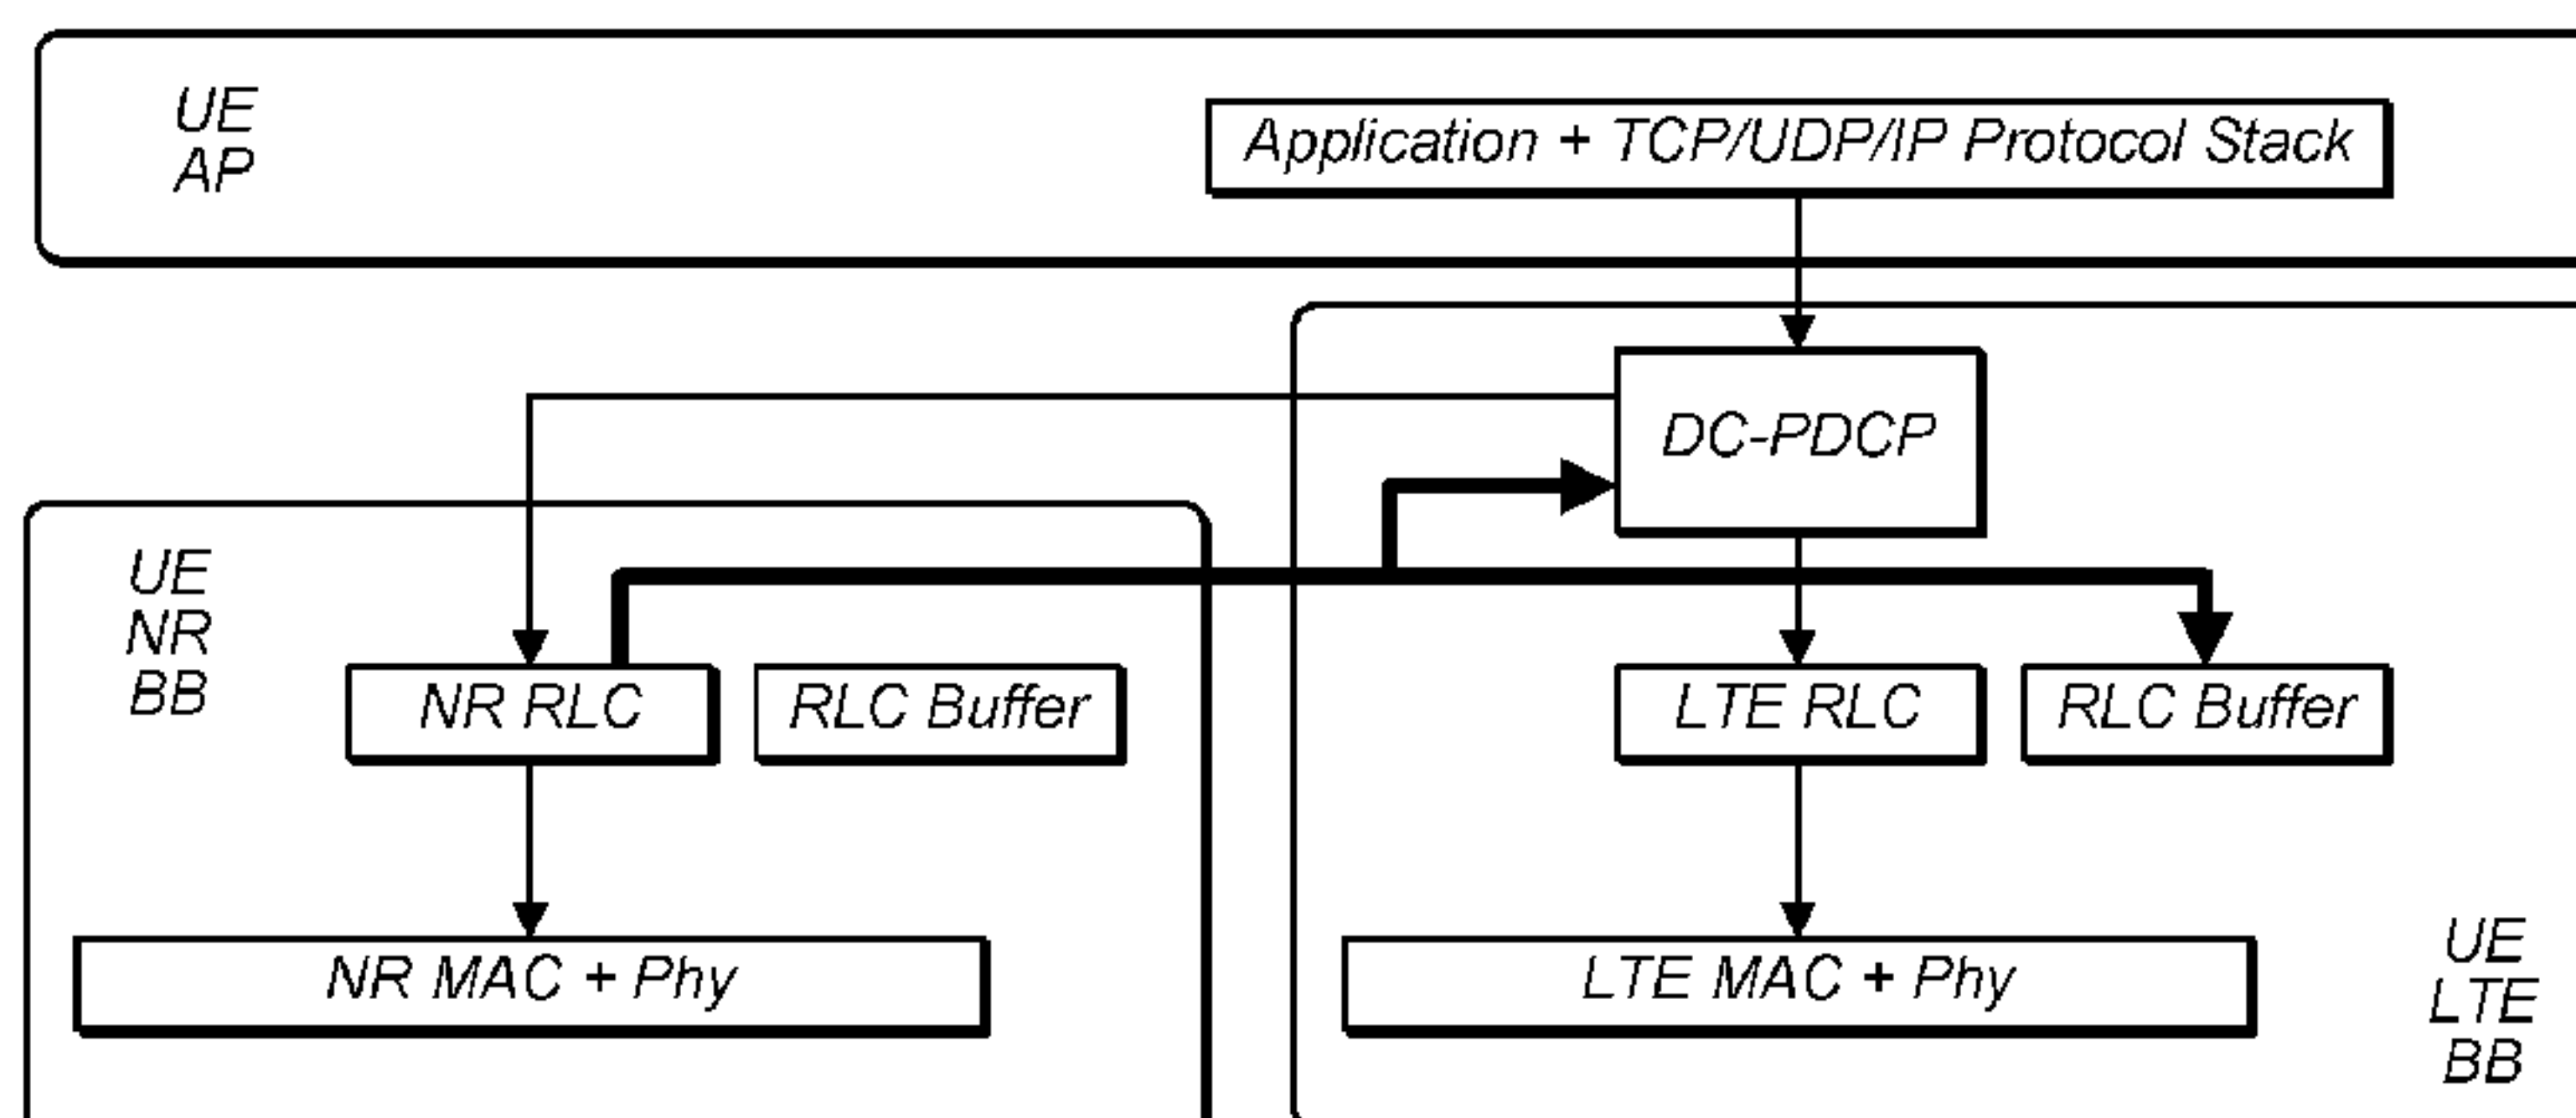 UE
AP
Application + TCP/UDP/IP Protocol Stack
DC-PDCP
UE
NR
BB
NR RLC
RLC Buffer
LTE RLC
RLC Buffer
NR MAC + Phy
LTE MAC + Phy
UE
LTE
BB